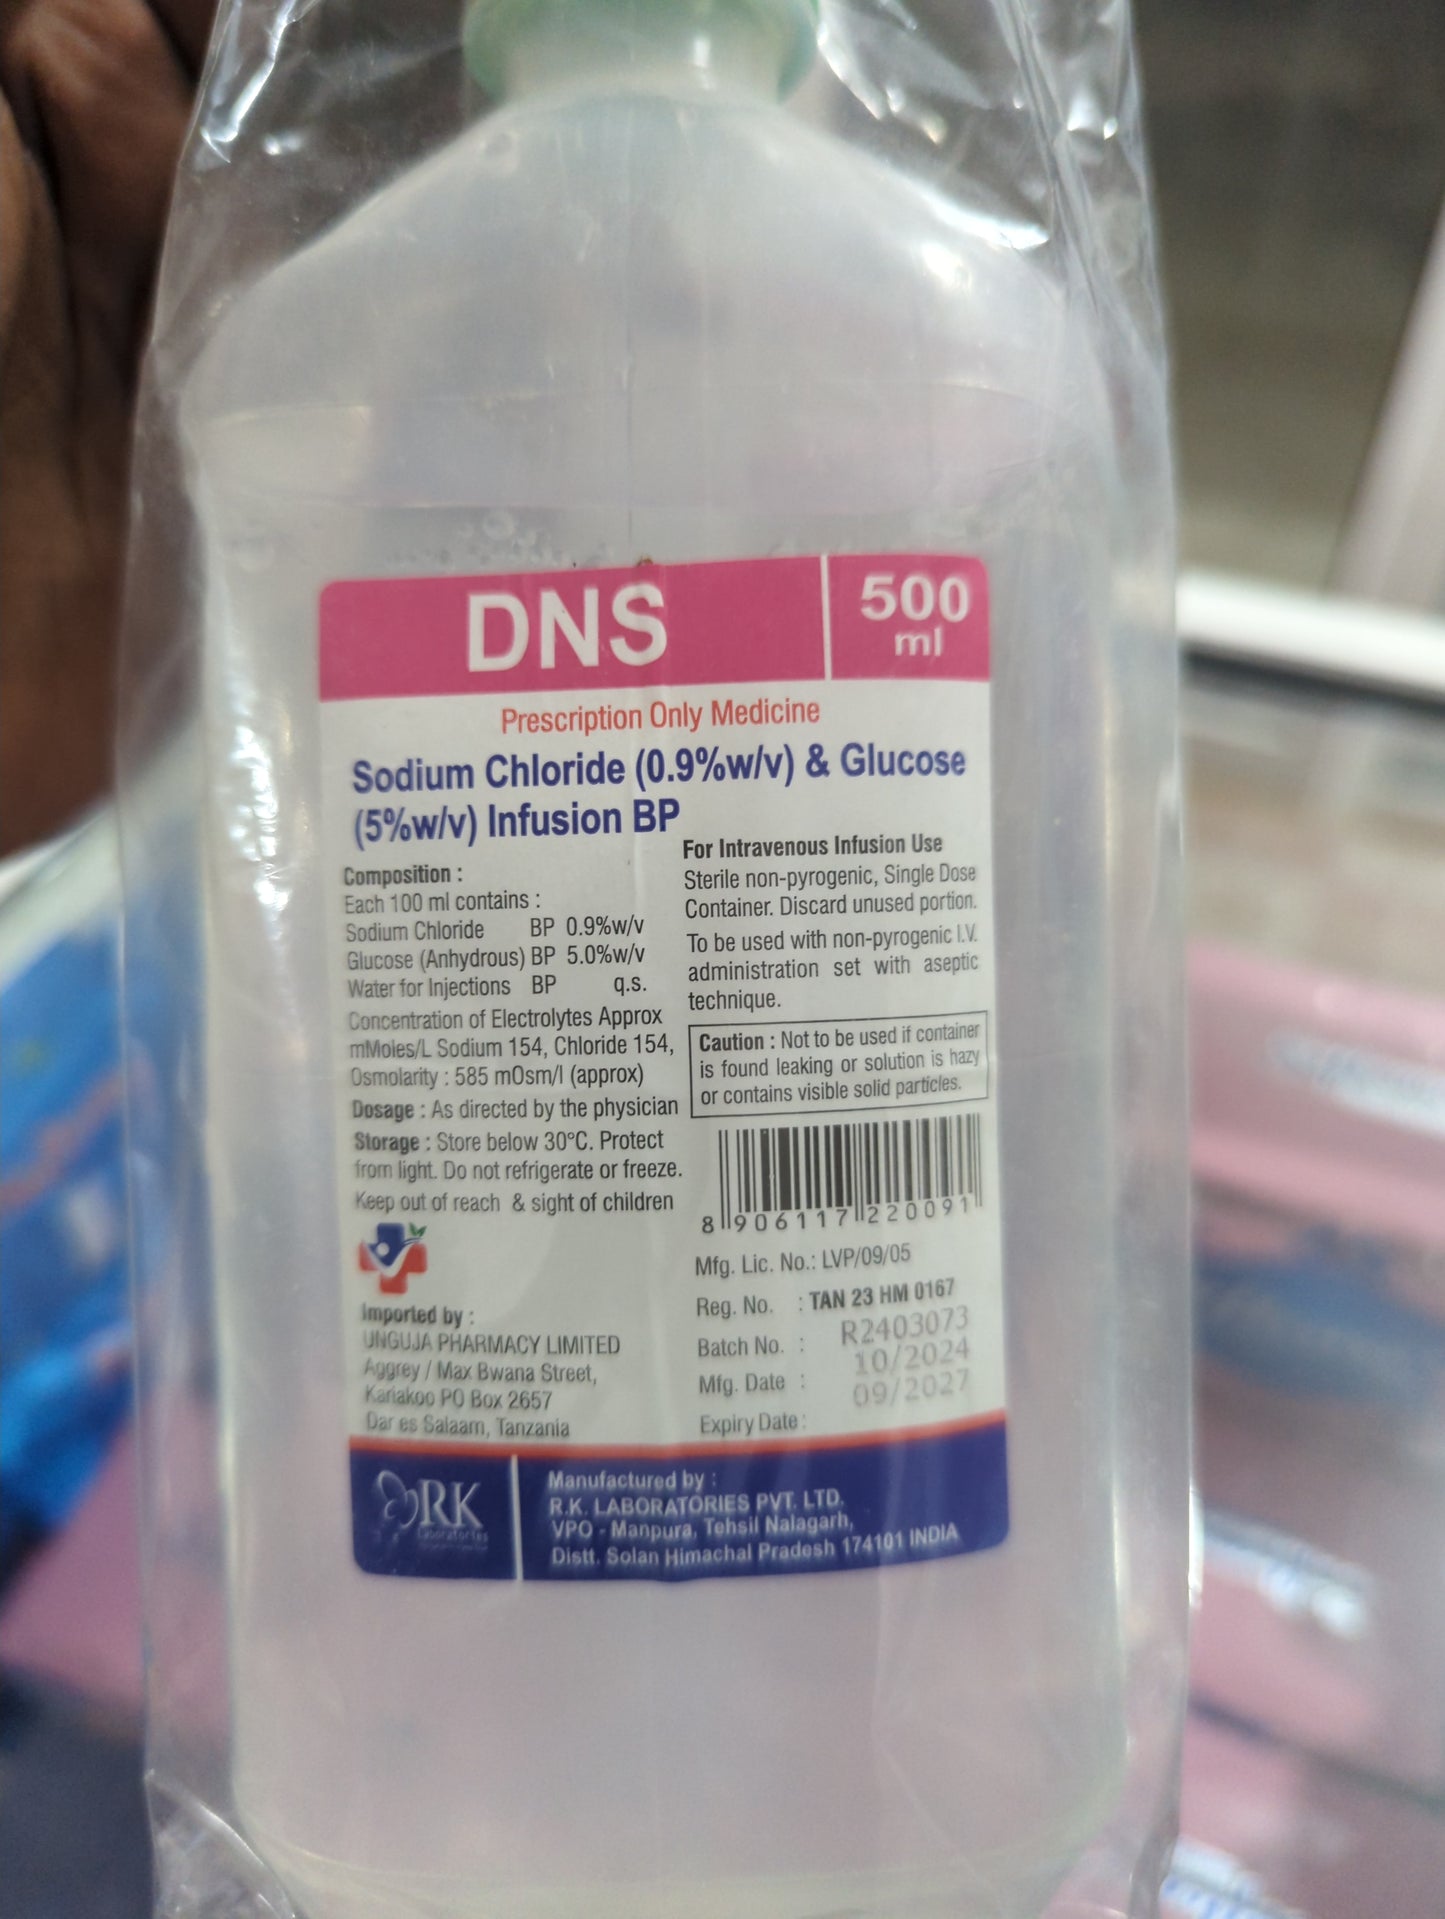 DNS
500
ml
Prescription Only Medicine
Sodium Chloride (0.9%w/v) & Glucose
(5%w/v) Infusion BP
Composition :
Each 100 ml contains :
Sodium Chloride BP 0.9%w/v
Glucose (Anhydrous) BP 5.0%w/v
Water for Injections BP q.s.
Concentration of Electrolytes Approx
mMoles/L Sodium 154, Chloride 154,
Osmolarity : 585 mOsm/l (approx)
Dosage : As directed by the physician
Storage : Store below 30°C. Protect
from light. Do not refrigerate or freeze.
Keep out of reach & sight of children
Imported by :
UNGUJA PHARMACY LIMITED
Aggrey / Max Bwana Street,
Kariakoo PO Box 2657
Dar es Salaam, Tanzania
For Intravenous Infusion Use
Sterile non-pyrogenic, Single Dose
Container. Discard unused portion.
To be used with non-pyrogenic I.V.
administration set with aseptic
technique.
Caution : Not to be used if container
is found leaking or solution is hazy
or contains visible solid particles.
8 906117 220091
Mfg. Lic. No.: LVP/09/05
Reg. No. : TAN 23 HM 0167
Batch No. : R2403073
Mfg. Date : 10/2024
Expiry Date : 09/2027
RK
Laboratories
Manufactured by :
R.K. LABORATORIES PVT. LTD.
VPO - Manpura, Tehsil Nalagarh,
Distt. Solan Himachal Pradesh 174101 INDIA